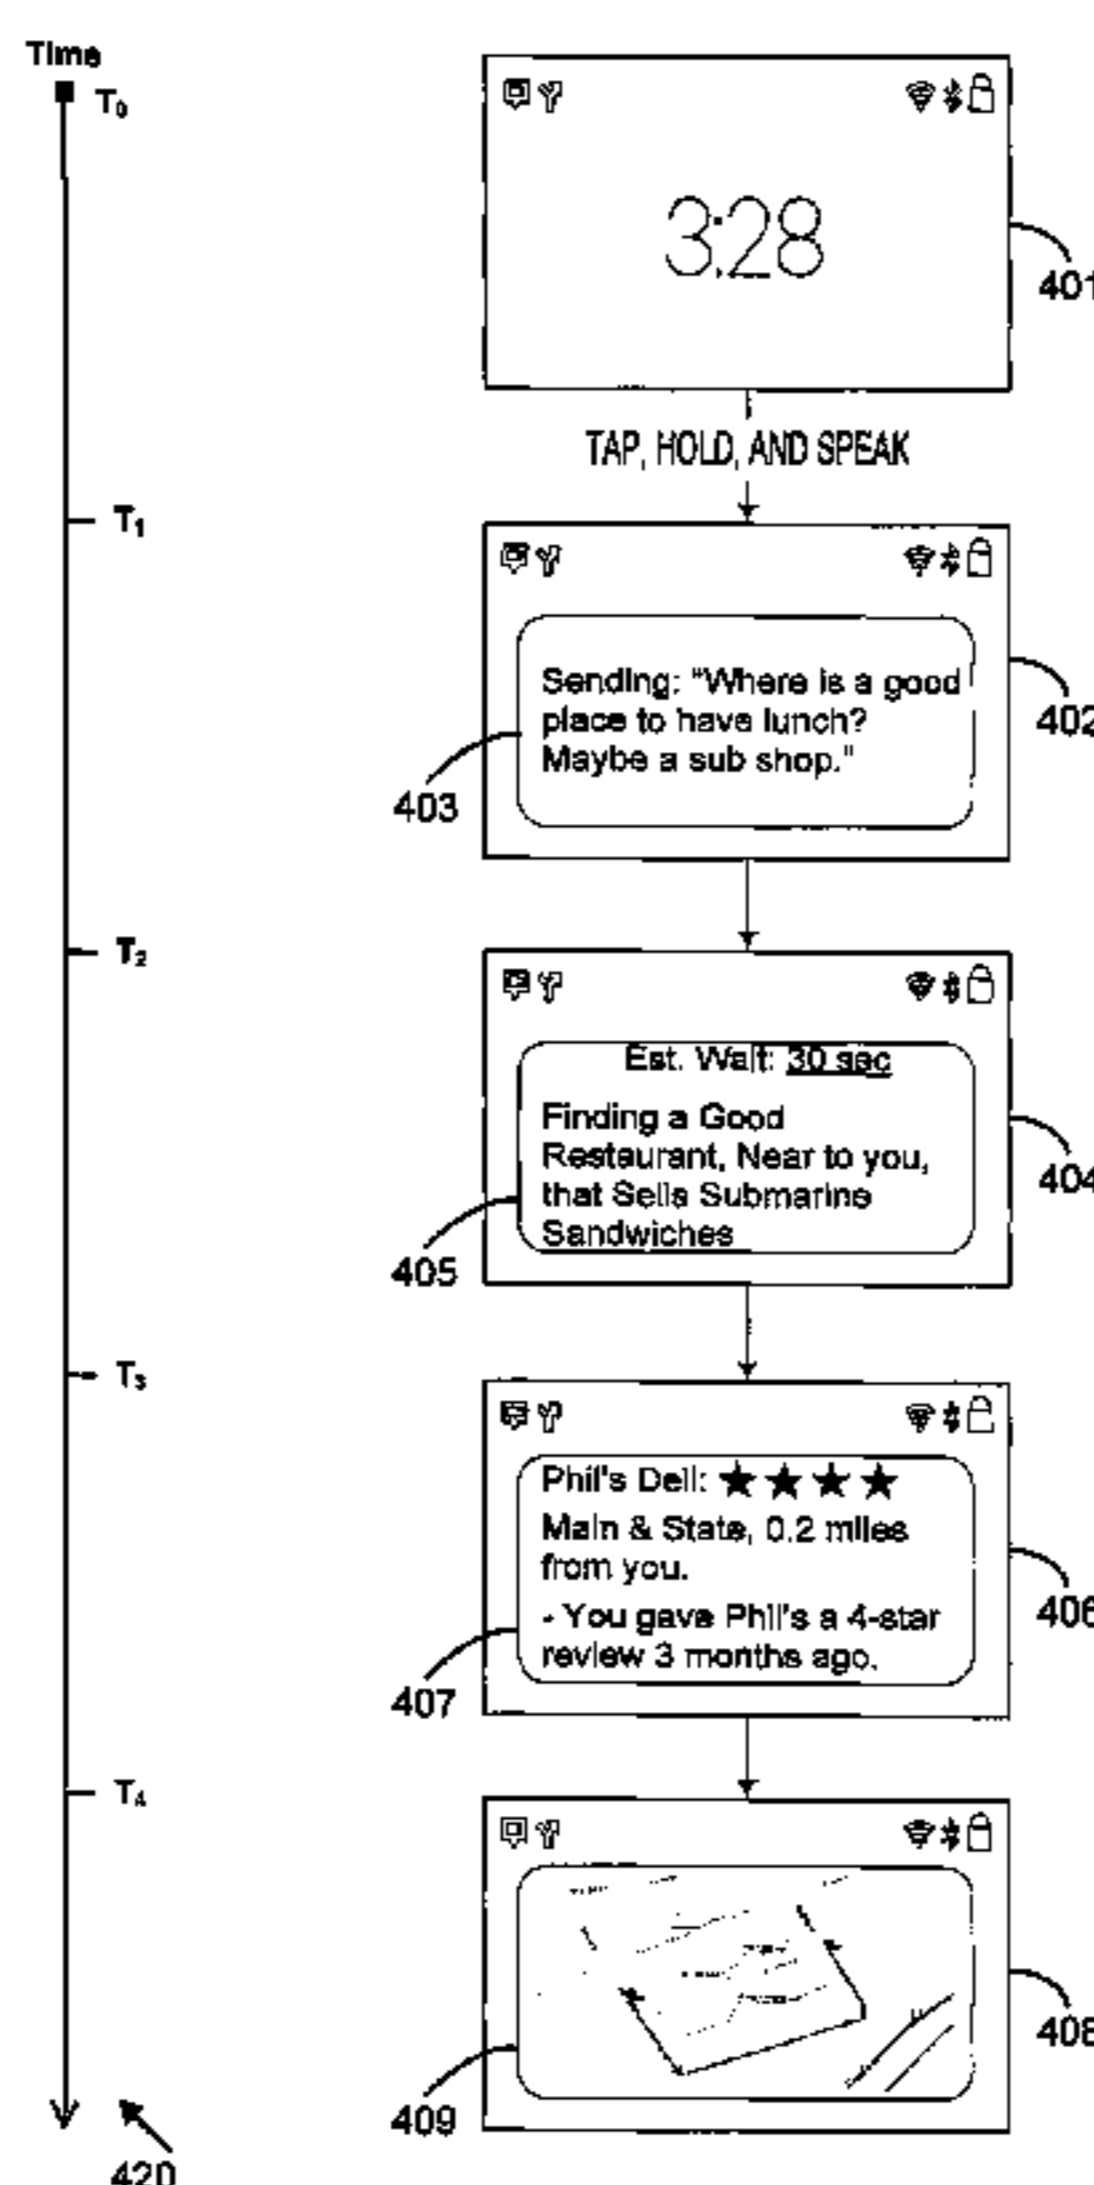 Time
T₀
3:28
401
TAP, HOLD, AND SPEAK
T₁
Sending: "Where is a good
place to have lunch?
Maybe a sub shop."
402
403
T₂
Est. Wait: 30 sec
Finding a Good
Restaurant, Near to you,
that Sells Submarine
Sandwiches
404
405
T₃
Phil's Deli: ★ ★ ★ ★
Main & State, 0.2 miles
from you.
- You gave Phil's a 4-star
review 3 months ago.
406
407
T₄
408
409
420